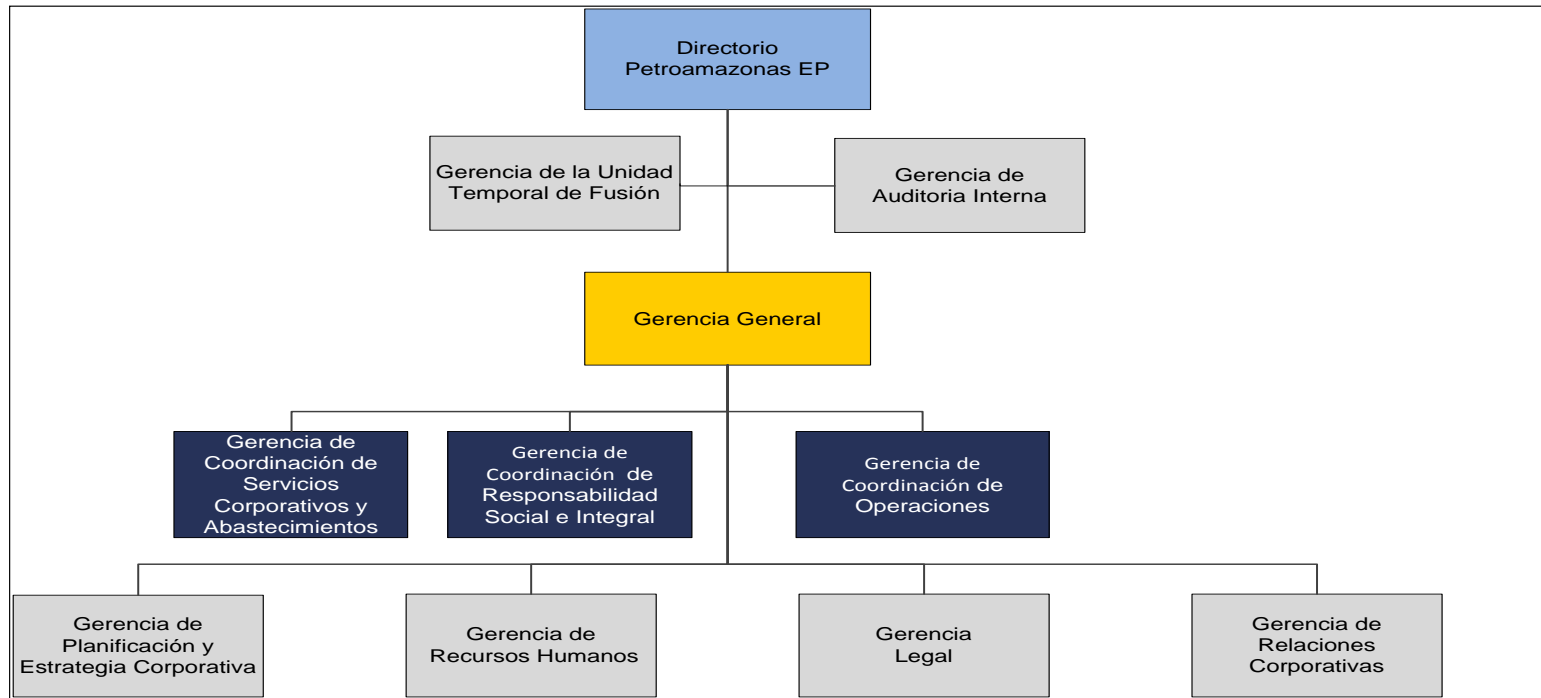 Directorio
Petroamazonas EP
Gerencia de la Unidad
Temporal de Fusión
Gerencia de
Auditoria Interna
Gerencia General
Gerencia de
Coordinación de
Servicios
Corporativos y
Abastecimientos
Gerencia de
Coordinación de
Responsabilidad
Social e Integral
Gerencia de
Coordinación de
Operaciones
Gerencia de
Planificación y
Estrategia Corporativa
Gerencia de
Recursos Humanos
Gerencia
Legal
Gerencia de
Relaciones
Corporativas